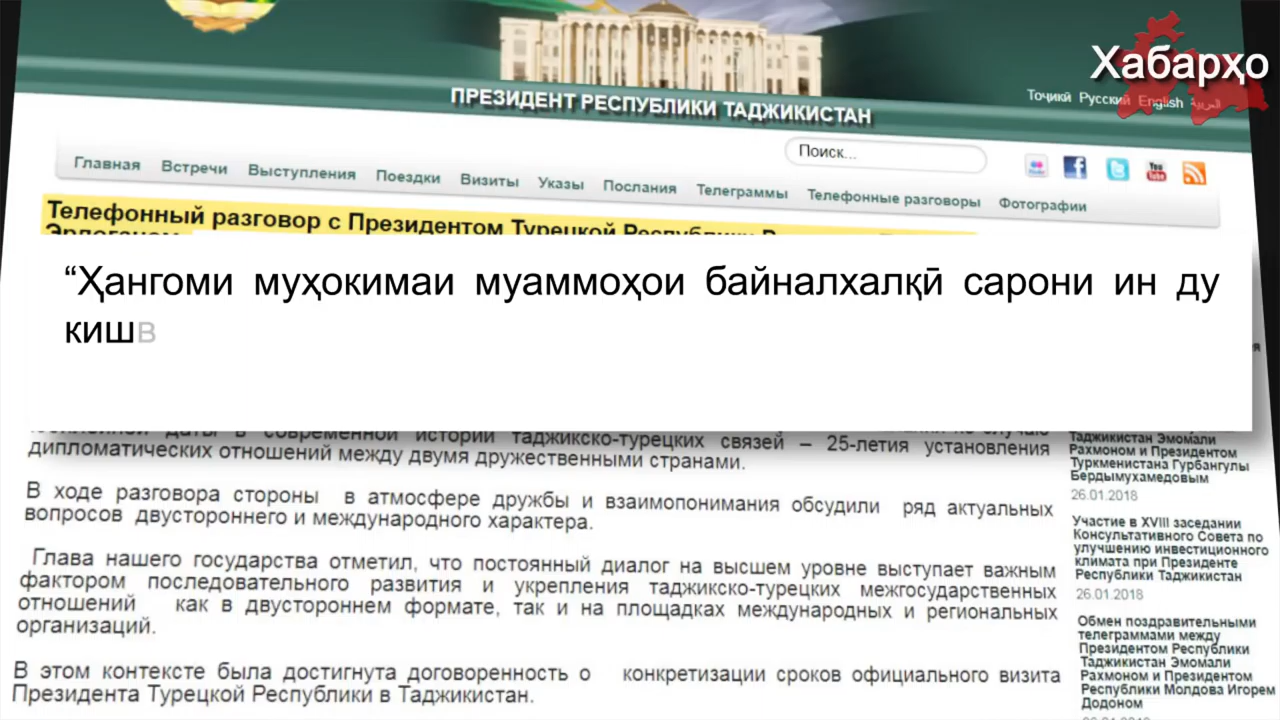 Хабарҳо
Тоҷикӣ Русский English العربية
ПРЕЗИДЕНТ РЕСПУБЛИКИ ТАДЖИКИСТАН
Поиск...
Главная Встречи Выступления Поездки Визиты Указы Послания Телеграммы Телефонные разговоры Фотографии
Телефонный разговор с Президентом Турецкой Республики
“Ҳангоми муҳокимаи муаммоҳои байналхалқӣ сарони ин ду
кишв
дипломатических отношений между двумя дружественными странами.
В ходе разговора стороны в атмосфере дружбы и взаимопонимания обсудили ряд актуальных
вопросов двустороннего и международного характера.
Глава нашего государства отметил, что постоянный диалог на высшем уровне выступает важным
фактором последовательного развития и укрепления таджикско-турецких межгосударственных
отношений как в двустороннем формате, так и на площадках международных и региональных
организаций.
В этом контексте была достигнута договоренность о конкретизации сроков официального визита
Президента Турецкой Республики в Таджикистан.
Таджикистан Эмомали
Рахмоном и Президентом
Туркменистана Гурбангулы
Бердымухамедовым
26.01.2018
Участие в XVIII заседании
Консультативного Совета по
улучшению инвестиционного
климата при Президенте
Республики Таджикистан
26.01.2018
Обмен поздравительными
телеграммами между
Президентом Республики
Таджикистан Эмомали
Рахмоном и Президентом
Республики Молдова Игорем
Додоном